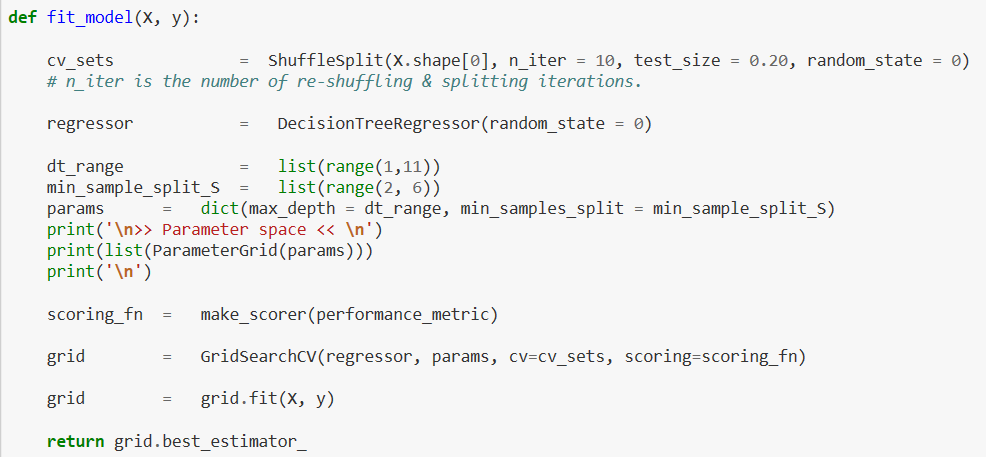 def fit_model(X, y):
cv_sets = ShuffleSplit(X.shape[0], n_iter = 10, test_size = 0.20, random_state = 0)
# n_iter is the number of re-shuffling & splitting iterations.
regressor = DecisionTreeRegressor(random_state = 0)
dt_range = list(range(1,11))
min_sample_split_S = list(range(2, 6))
params = dict(max_depth = dt_range, min_samples_split = min_sample_split_S)
print('\n>> Parameter space << \n')
print(list(ParameterGrid(params)))
print('\n')
scoring_fn = make_scorer(performance_metric)
grid = GridSearchCV(regressor, params, cv=cv_sets, scoring=scoring_fn)
grid = grid.fit(X, y)
return grid.best_estimator_